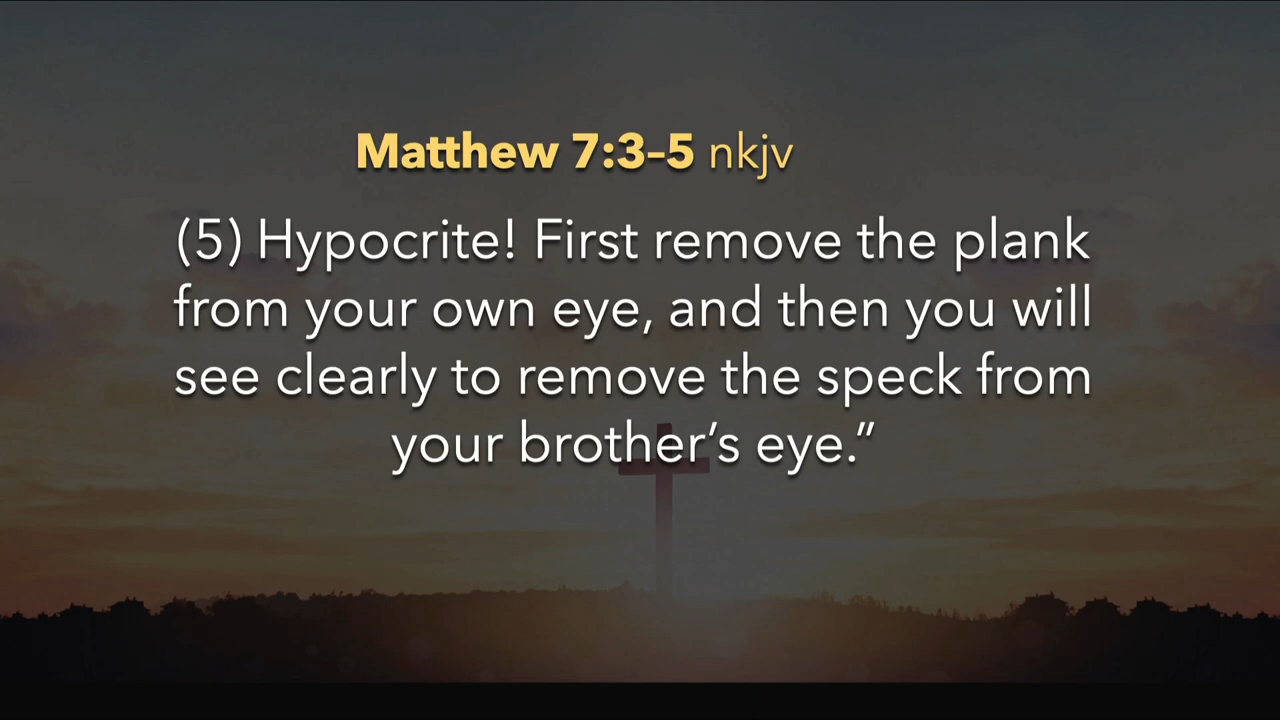 Matthew 7:3-5 nkjv
(5) Hypocrite! First remove the plank
from your own eye, and then you will
see clearly to remove the speck from
your brother’s eye.”